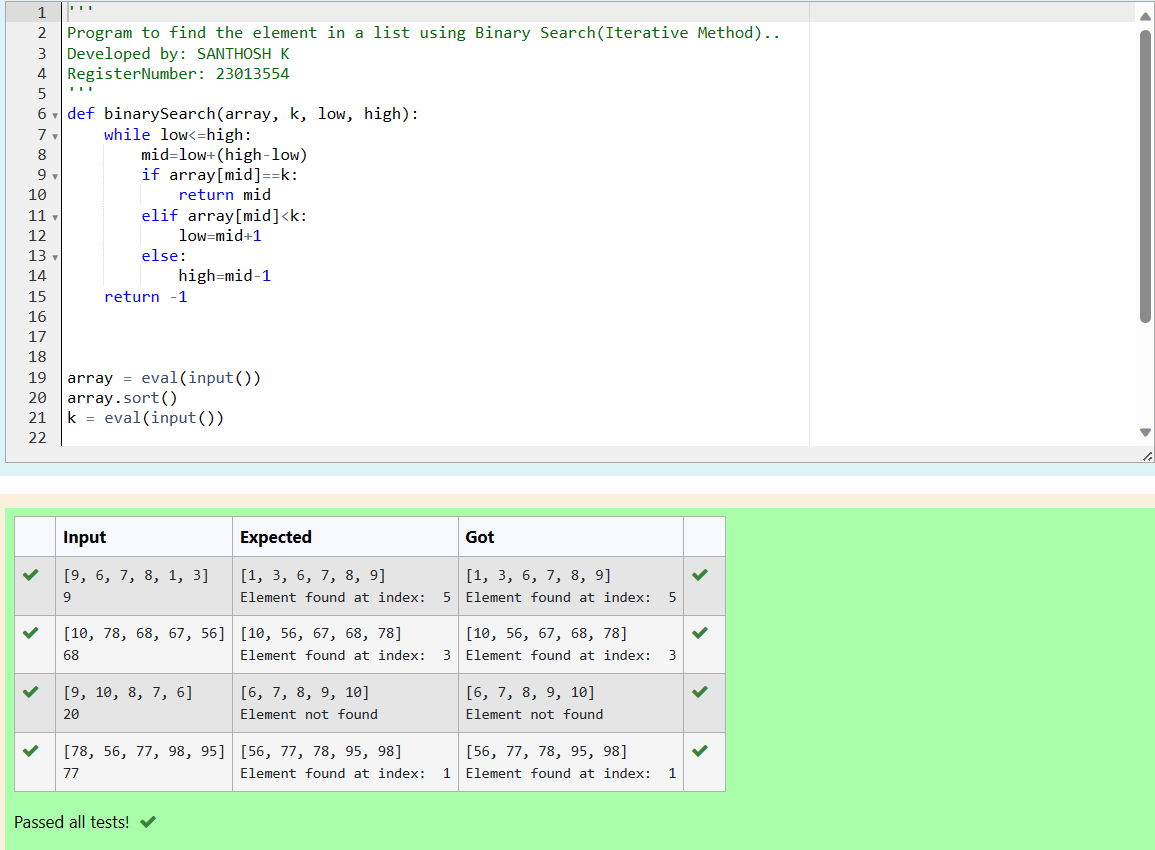 1 '''
2 Program to find the element in a list using Binary Search(Iterative Method)..
3 Developed by: SANTHOSH K
4 RegisterNumber: 23013554
5 '''
6 def binarySearch(array, k, low, high):
7     while low<=high:
8         mid=low+(high-low)
9         if array[mid]==k:
10             return mid
11         elif array[mid]<k:
12             low=mid+1
13         else:
14             high=mid-1
15     return -1
16
17
18
19 array = eval(input())
20 array.sort()
21 k = eval(input())
22
Input Expected Got
[9, 6, 7, 8, 1, 3] [1, 3, 6, 7, 8, 9] [1, 3, 6, 7, 8, 9]
9 Element found at index:  5 Element found at index:  5
[10, 78, 68, 67, 56] [10, 56, 67, 68, 78] [10, 56, 67, 68, 78]
68 Element found at index:  3 Element found at index:  3
[9, 10, 8, 7, 6] [6, 7, 8, 9, 10] [6, 7, 8, 9, 10]
20 Element not found Element not found
[78, 56, 77, 98, 95] [56, 77, 78, 95, 98] [56, 77, 78, 95, 98]
77 Element found at index:  1 Element found at index:  1
Passed all tests!